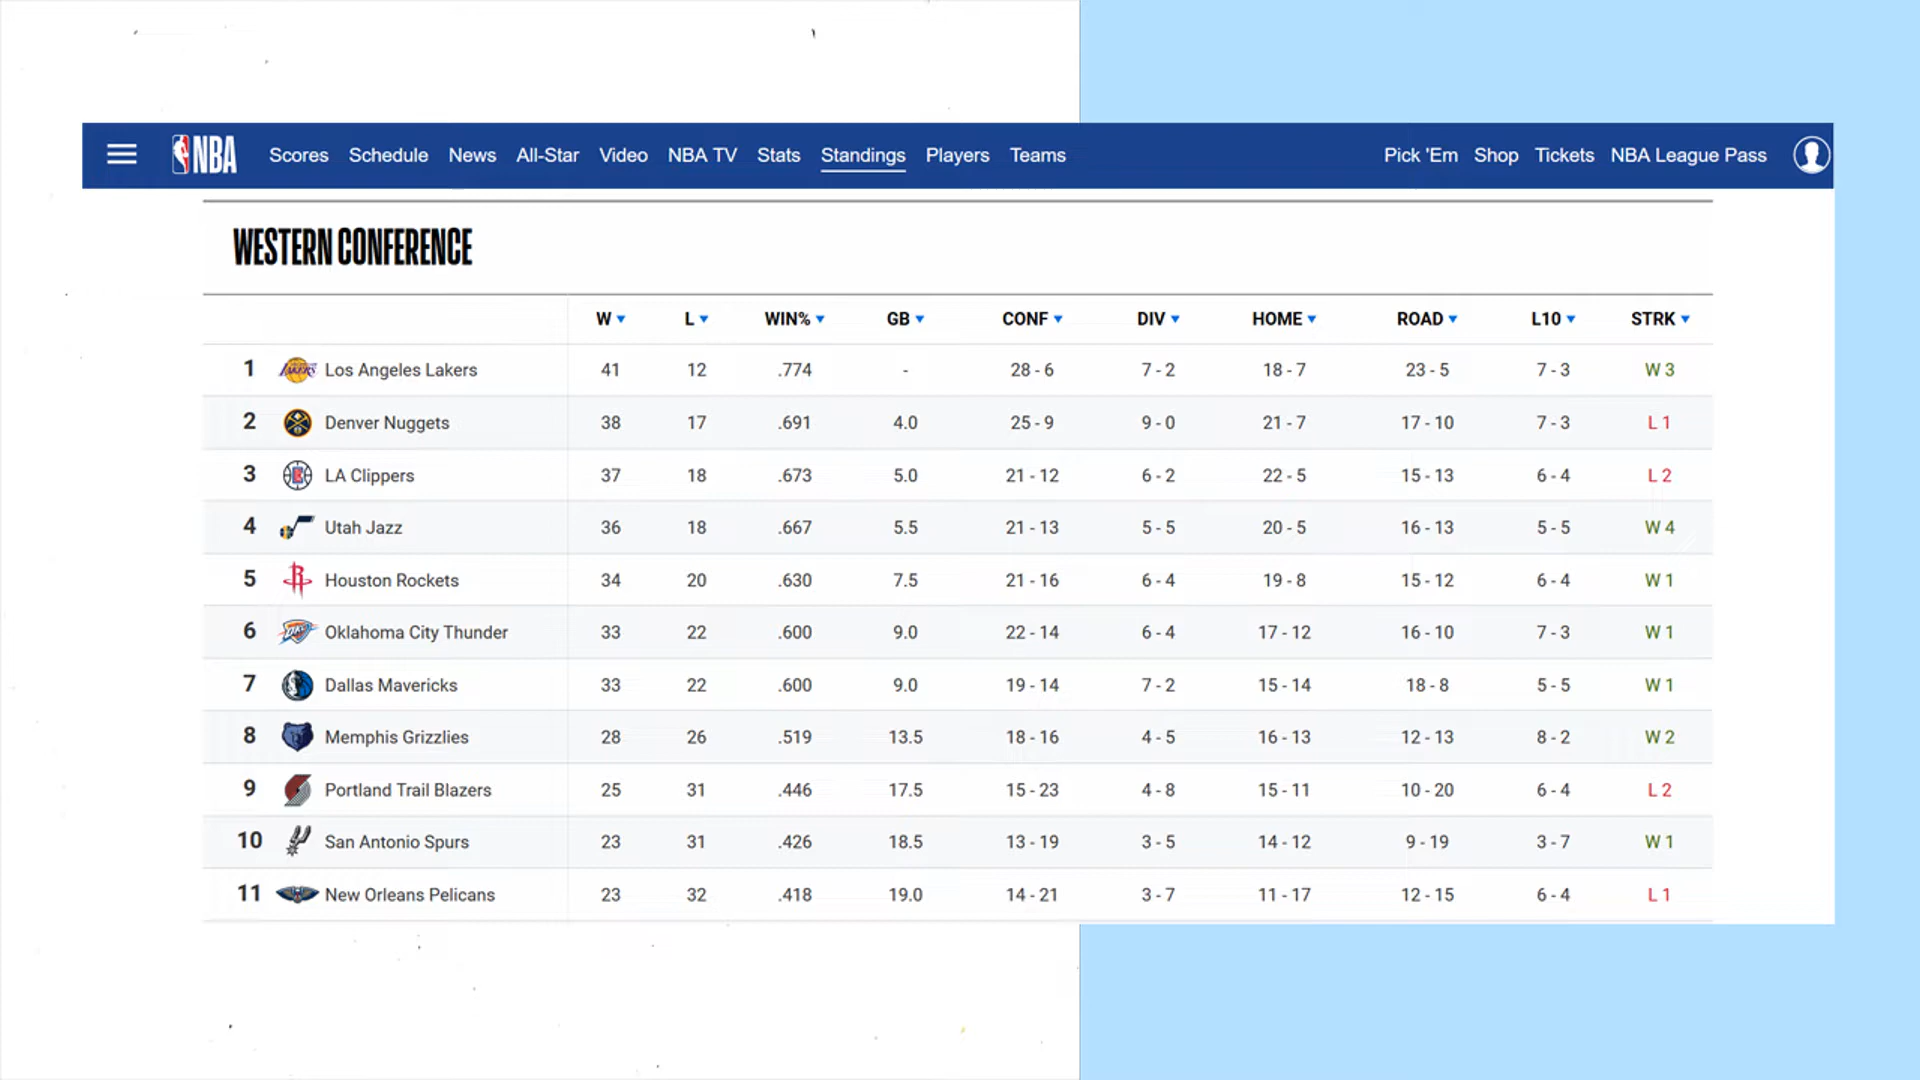 NBA Scores Schedule News All-Star Video NBA TV Stats Standings Players Teams Pick 'Em Shop Tickets NBA League Pass
WESTERN CONFERENCE
W L WIN% GB CONF DIV HOME ROAD L10 STRK
1 Los Angeles Lakers 41 12 .774 - 28 - 6 7 - 2 18 - 7 23 - 5 7 - 3 W 3
2 Denver Nuggets 38 17 .691 4.0 25 - 9 9 - 0 21 - 7 17 - 10 7 - 3 L 1
3 LA Clippers 37 18 .673 5.0 21 - 12 6 - 2 22 - 5 15 - 13 6 - 4 L 2
4 Utah Jazz 36 18 .667 5.5 21 - 13 5 - 5 20 - 5 16 - 13 5 - 5 W 4
5 Houston Rockets 34 20 .630 7.5 21 - 16 6 - 4 19 - 8 15 - 12 6 - 4 W 1
6 Oklahoma City Thunder 33 22 .600 9.0 22 - 14 6 - 4 17 - 12 16 - 10 7 - 3 W 1
7 Dallas Mavericks 33 22 .600 9.0 19 - 14 7 - 2 15 - 14 18 - 8 5 - 5 W 1
8 Memphis Grizzlies 28 26 .519 13.5 18 - 16 4 - 5 16 - 13 12 - 13 8 - 2 W 2
9 Portland Trail Blazers 25 31 .446 17.5 15 - 23 4 - 8 15 - 11 10 - 20 6 - 4 L 2
10 San Antonio Spurs 23 31 .426 18.5 13 - 19 3 - 5 14 - 12 9 - 19 3 - 7 W 1
11 New Orleans Pelicans 23 32 .418 19.0 14 - 21 3 - 7 11 - 17 12 - 15 6 - 4 L 1